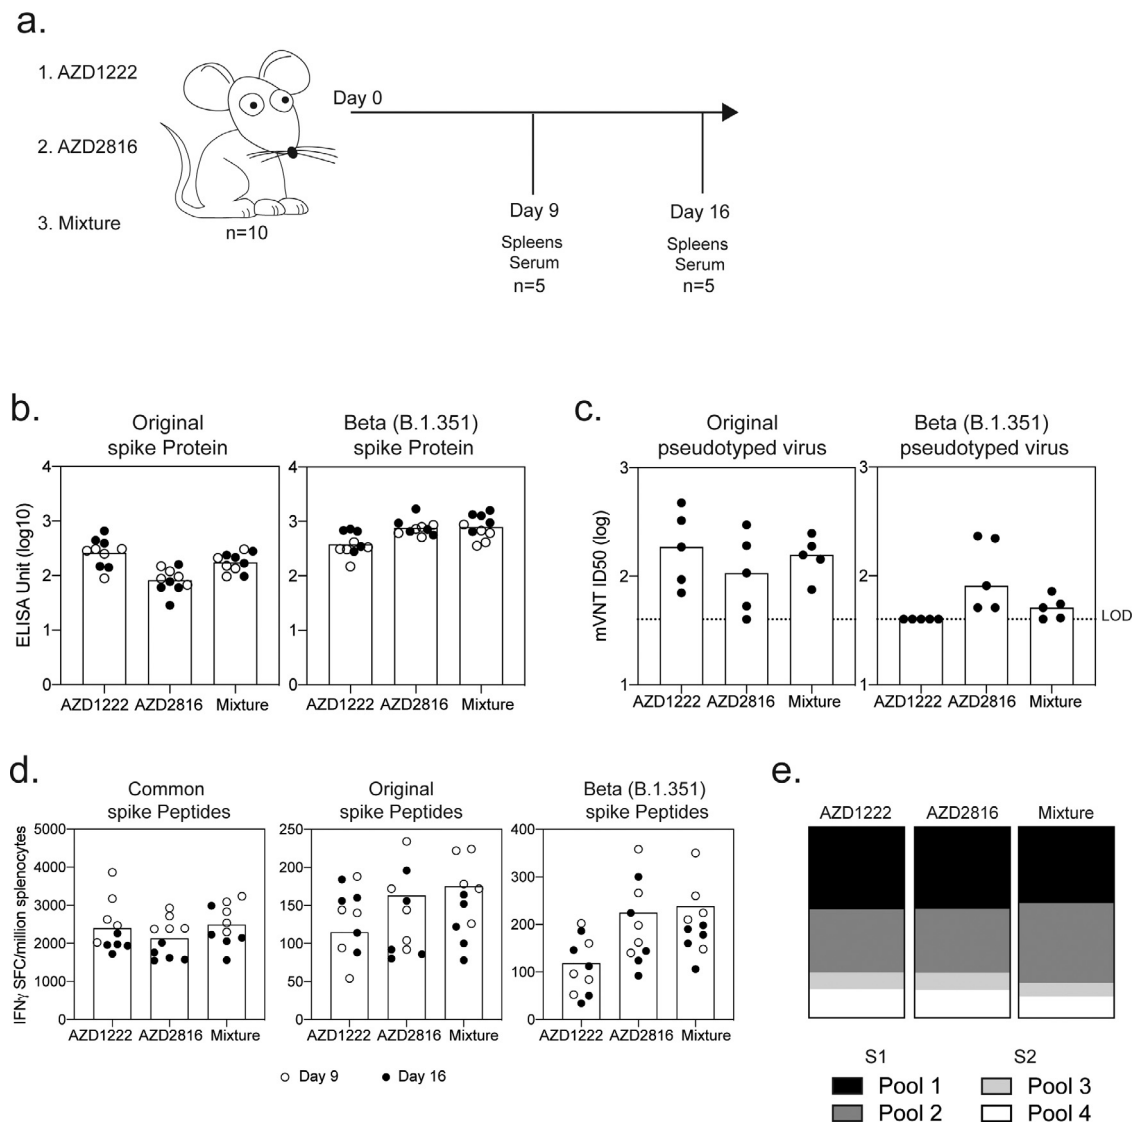 a.
1. AZD1222
2. AZD2816
3. Mixture
n=10
Day 0
Day 9
Spleens
Serum
n=5
Day 16
Spleens
Serum
n=5
b.
Original
spike Protein
Beta (B.1.351)
spike Protein
ELISA Unit (log10)
4
3
2
1
0
AZD1222 AZD2816 Mixture
4
3
2
1
0
AZD1222 AZD2816 Mixture
c.
Original
pseudotyped virus
Beta (B.1.351)
pseudotyped virus
mVNT ID50 (log)
3
2
1
AZD1222 AZD2816 Mixture
3
2
1
LOD
AZD1222 AZD2816 Mixture
d.
Common
spike Peptides
Original
spike Peptides
Beta (B.1.351)
spike Peptides
IFNγ SFC/million splenocytes
5000
4000
3000
2000
1000
0
AZD1222 AZD2816 Mixture
250
200
150
100
50
0
AZD1222 AZD2816 Mixture
400
300
200
100
0
AZD1222 AZD2816 Mixture
Day 9 Day 16
e.
AZD1222 AZD2816 Mixture
S1 S2
Pool 1 Pool 3
Pool 2 Pool 4